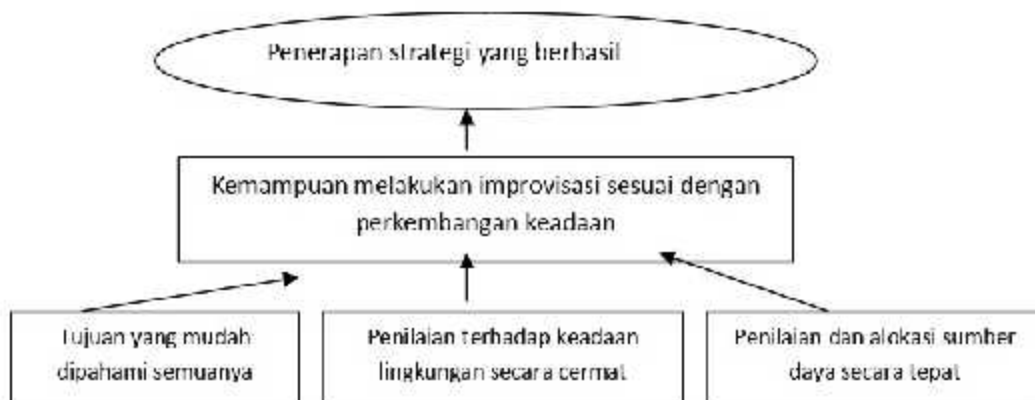 Penerapan strategi yang berhasil
Kemampuan melakukan improvisasi sesuai dengan
perkembangan keadaan
Tujuan yang mudah
dipahami semuanya
Penilaian terhadap keadaan
lingkungan secara cermat
Penilaian dan alokasi sumber
daya secara tepat